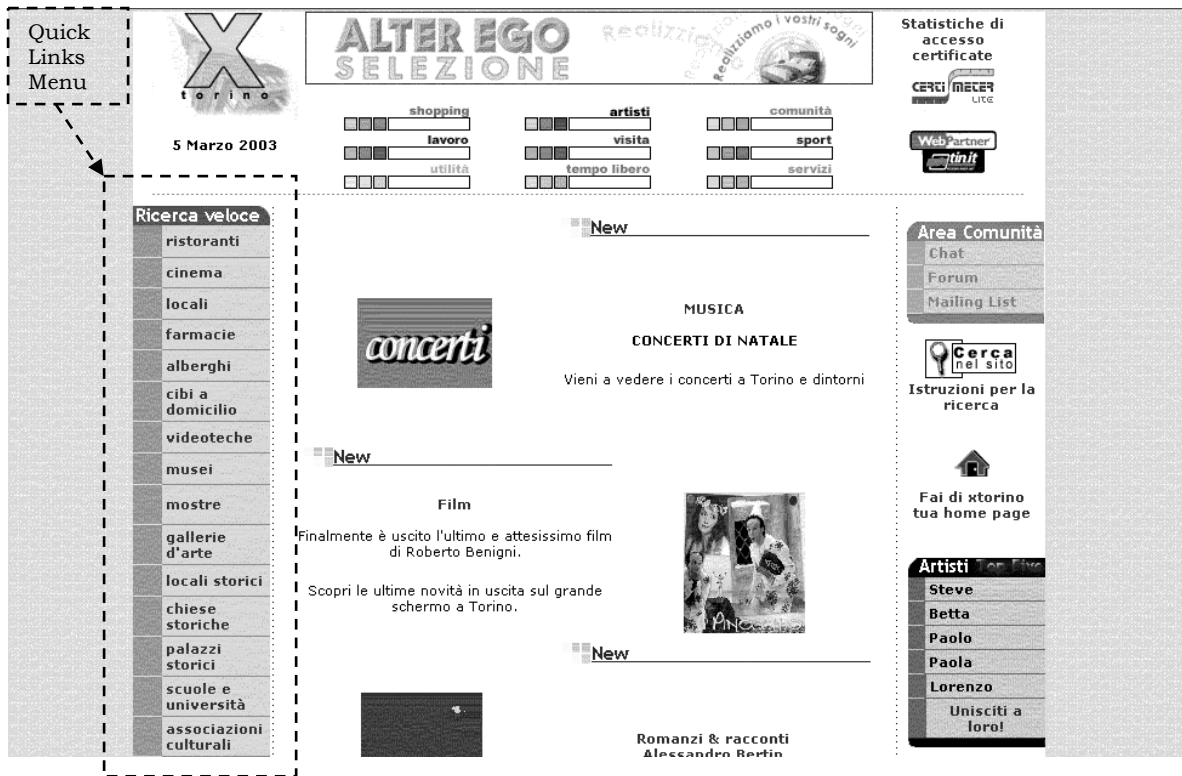 Quick
Links
Menu
X
torino
5 Marzo 2003
ALTER EGO
SELEZIONE
Realizziamo i vostri sogni
Statistiche di
accesso
certificate
CERTI METER
LITE
WebPartner
tin.it
shopping
artisti
comunità
lavoro
visita
sport
utilità
tempo libero
servizi
Ricerca veloce
ristoranti
cinema
locali
farmacie
alberghi
cibi a
domicilio
videoteche
musei
mostre
gallerie
d'arte
locali storici
chiese
storiche
palazzi
storici
scuole e
università
associazioni
culturali
New
concerti
MUSICA
CONCERTI DI NATALE
Vieni a vedere i concerti a Torino e dintorni
New
Film
Finalmente è uscito l'ultimo e attesissimo film
di Roberto Benigni.
Scopri le ultime novità in uscita sul grande
schermo a Torino.
New
Romanzi & racconti
Alessandro Bertin
Area Comunità
Chat
Forum
Mailing List
Cerca
nel sito
Istruzioni per la
ricerca
Fai di xtorino
tua home page
Artisti Top Five
Steve
Betta
Paolo
Paola
Lorenzo
Unisciti a
loro!